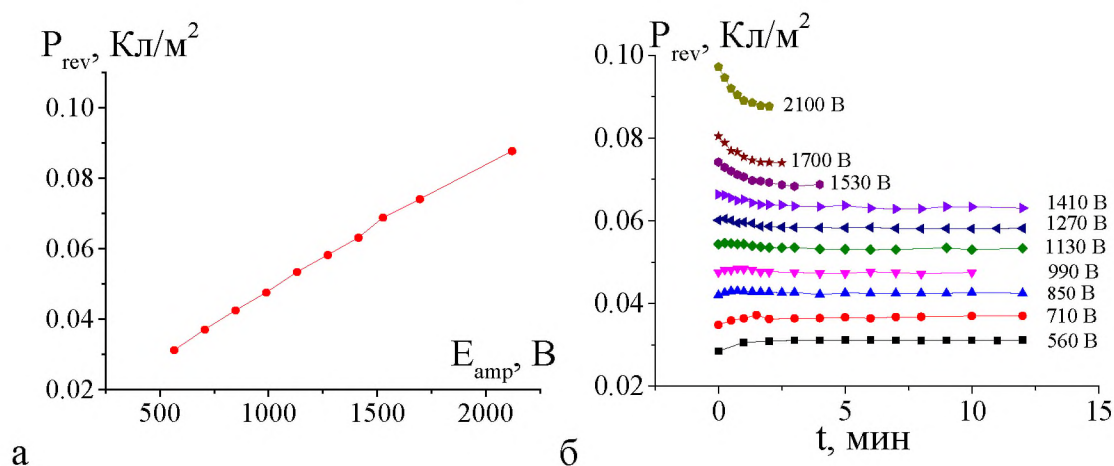 P_rev, Кл/м²
0.10
0.08
0.06
0.04
0.02
500
1000
1500
2000
E_amp, В
а
P_rev, Кл/м²
0.10
0.08
0.06
0.04
0.02
2100 В
1700 В
1530 В
1410 В
1270 В
1130 В
990 В
850 В
710 В
560 В
0
5
10
15
t, мин
б